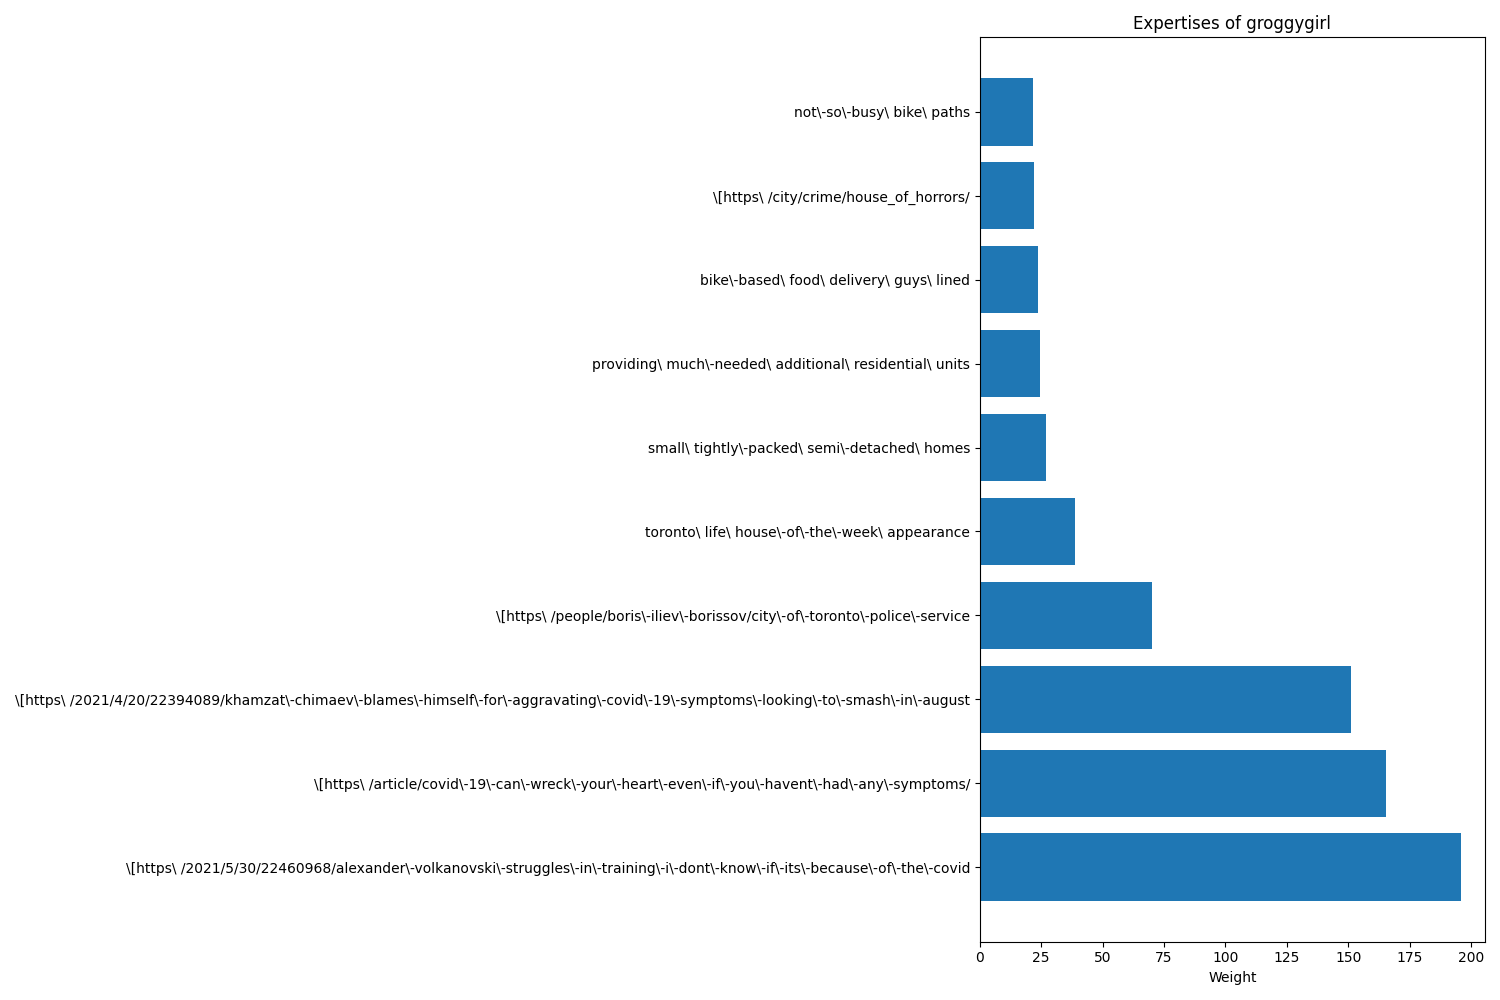 Expertises of groggygirl
not\-so\-busy\ bike\ paths
\[https\ /city/crime/house_of_horrors/
bike\-based\ food\ delivery\ guys\ lined
providing\ much\-needed\ additional\ residential\ units
small\ tightly\-packed\ semi\-detached\ homes
toronto\ life\ house\-of\-the\-week\ appearance
\[https\ /people/boris\-iliev\-borissov/city\-of\-toronto\-police\-service
\[https\ /2021/4/20/22394089/khamzat\-chimaev\-blames\-himself\-for\-aggravating\-covid\-19\-symptoms\-looking\-to\-smash\-in\-august
\[https\ /article/covid\-19\-can\-wreck\-your\-heart\-even\-if\-you\-havent\-had\-any\-symptoms/
\[https\ /2021/5/30/22460968/alexander\-volkanovski\-struggles\-in\-training\-i\-dont\-know\-if\-its\-because\-of\-the\-covid
0 25 50 75 100 125 150 175 200
Weight